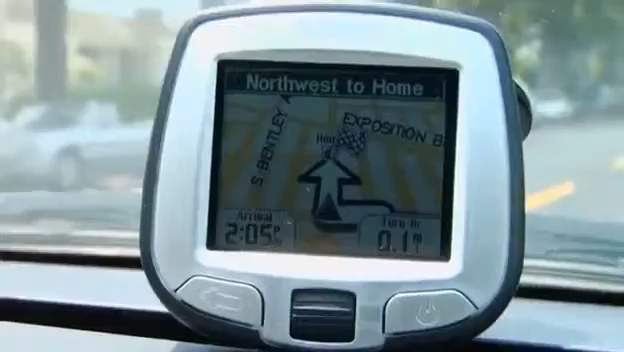 Northwest to Home
S. BENTLEY
EXPOSITION B
Arrival
2:05
Turn In
0.1